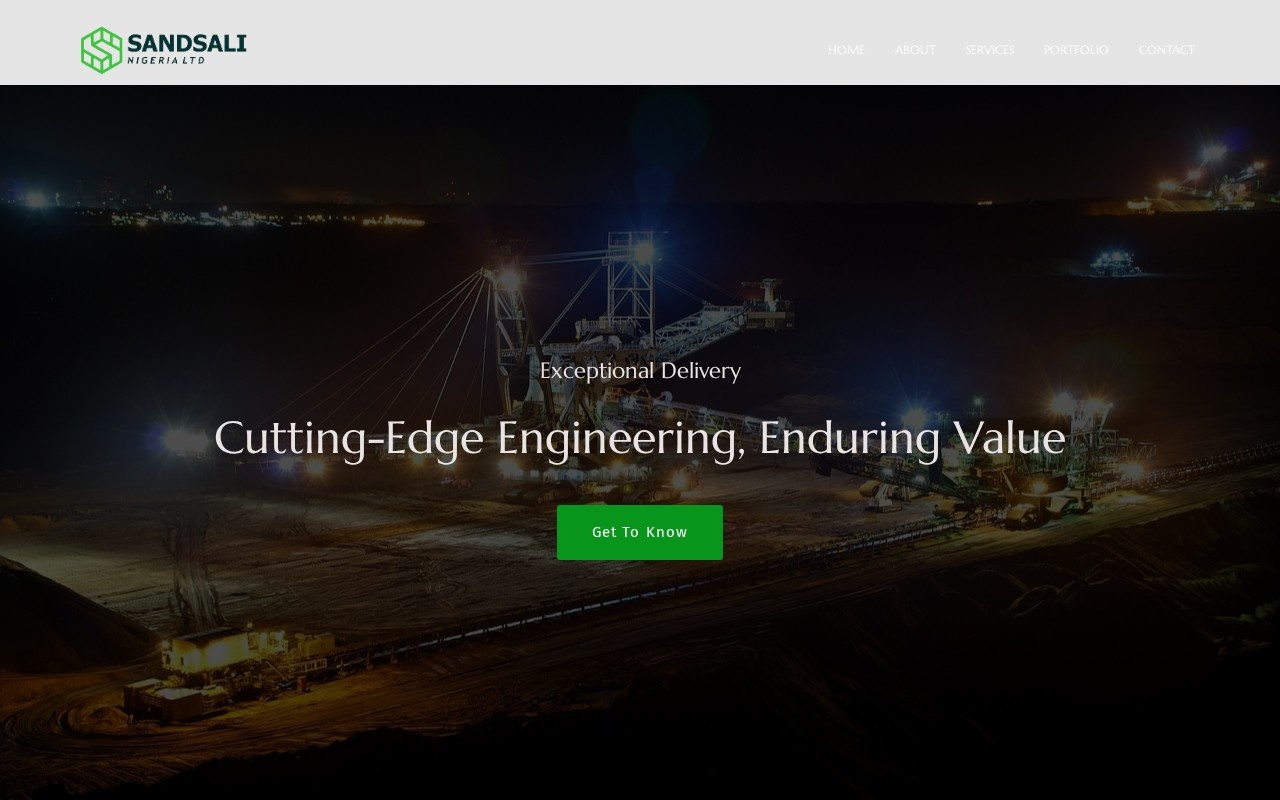 SANDSALI
NIGERIA LTD
HOME ABOUT SERVICES PORTFOLIO CONTACT
Exceptional Delivery
Cutting-Edge Engineering, Enduring Value
Get To Know